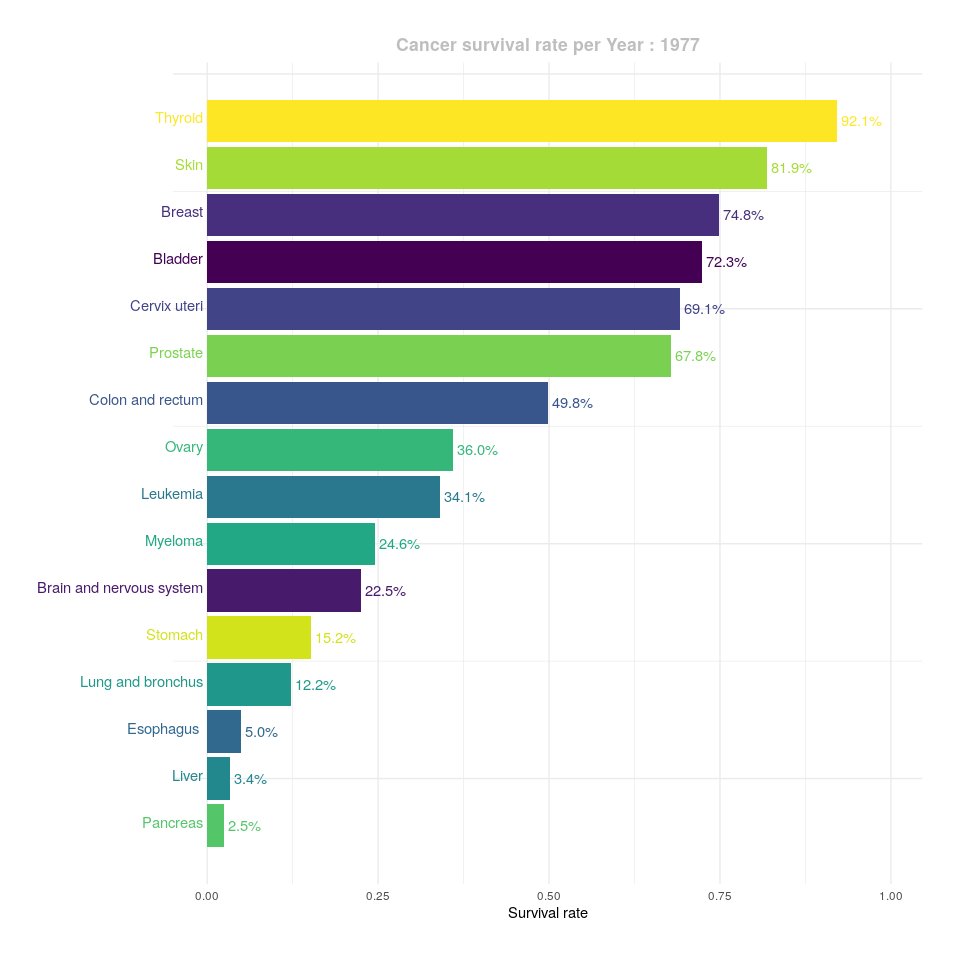 Cancer survival rate per Year : 1977
Thyroid 92.1%
Skin 81.9%
Breast 74.8%
Bladder 72.3%
Cervix uteri 69.1%
Prostate 67.8%
Colon and rectum 49.8%
Ovary 36.0%
Leukemia 34.1%
Myeloma 24.6%
Brain and nervous system 22.5%
Stomach 15.2%
Lung and bronchus 12.2%
Esophagus 5.0%
Liver 3.4%
Pancreas 2.5%
0.00 0.25 0.50 0.75 1.00
Survival rate